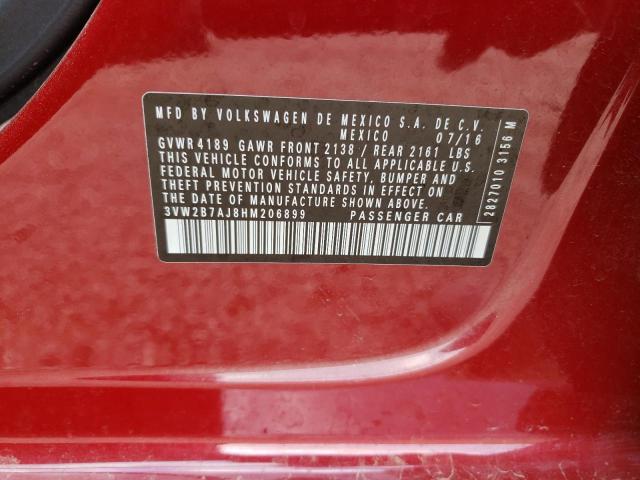 MFD BY VOLKSWAGEN DE MEXICO S.A. DE C.V.
MEXICO 07/16
GVWR 4189 GAWR FRONT 2138 / REAR 2161 LBS
THIS VEHICLE CONFORMS TO ALL APPLICABLE U.S.
FEDERAL MOTOR VEHICLE SAFETY, BUMPER AND
THEFT PREVENTION STANDARDS IN EFFECT ON
THE DATE OF MANUFACTURE SHOWN ABOVE.
3VW2B7AJ8HM206899 PASSENGER CAR
2827010 3156 M